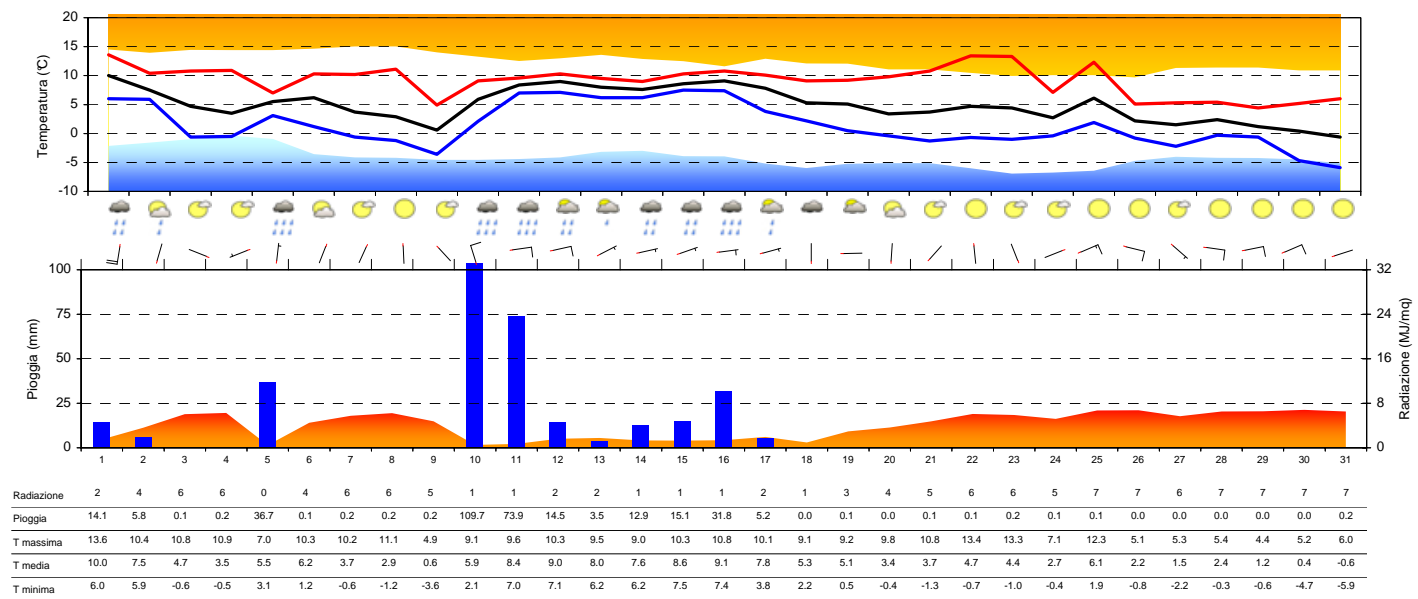 20
15
10
5
0
-5
-10
Temperatura (°C)
100
75
50
25
0
Pioggia (mm)
32
24
16
8
0
Radiazione (MJ/mq)
1 2 3 4 5 6 7 8 9 10 11 12 13 14 15 16 17 18 19 20 21 22 23 24 25 26 27 28 29 30 31
Radiazione 2 4 6 6 0 4 6 6 5 1 1 2 2 1 1 1 2 1 3 4 5 6 6 5 7 7 6 7 7 7 7
Pioggia 14.1 5.8 0.1 0.2 36.7 0.1 0.2 0.2 0.2 109.7 73.9 14.5 3.5 12.9 15.1 31.8 5.2 0.0 0.1 0.0 0.1 0.1 0.2 0.1 0.1 0.0 0.0 0.0 0.0 0.0 0.2
T massima 13.6 10.4 10.8 10.9 7.0 10.3 10.2 11.1 4.9 9.1 9.6 10.3 9.5 9.0 10.3 10.8 10.1 9.1 9.2 9.8 10.8 13.4 13.3 7.1 12.3 5.1 5.3 5.4 4.4 5.2 6.0
T media 10.0 7.5 4.7 3.5 5.5 6.2 3.7 2.9 0.6 5.9 8.4 9.0 8.0 7.6 8.6 9.1 7.8 5.3 5.1 3.4 3.7 4.7 4.4 2.7 6.1 2.2 1.5 2.4 1.2 0.4 -0.6
T minima 6.0 5.9 -0.6 -0.5 3.1 1.2 -0.6 -1.2 -3.6 2.1 7.0 7.1 6.2 6.2 7.5 7.4 3.8 2.2 0.5 -0.4 -1.3 -0.7 -1.0 -0.4 1.9 -0.8 -2.2 -0.3 -0.6 -4.7 -5.9